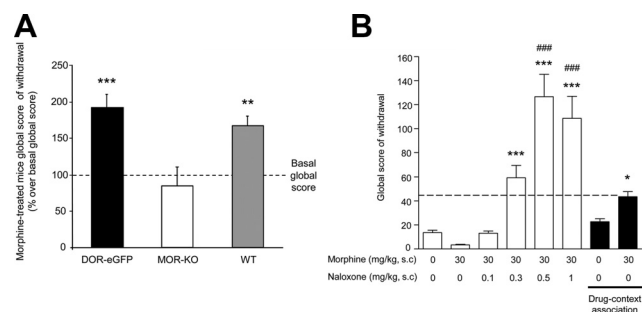 A
Morphine-treated mice global score of withdrawal
(% over basal global score)
250
200
150
100
50
0
***
**
Basal
global
score
DOR-eGFP MOR-KO WT
B
Global score of withdrawal
160
140
120
100
80
60
40
20
0
***
###
***
###
***
*
Morphine (mg/kg, s.c) 0 30 30 30 30 30 0 30
Naloxone (mg/kg, s.c) 0 0 0.1 0.3 0.5 1 0 0
Drug-context
association